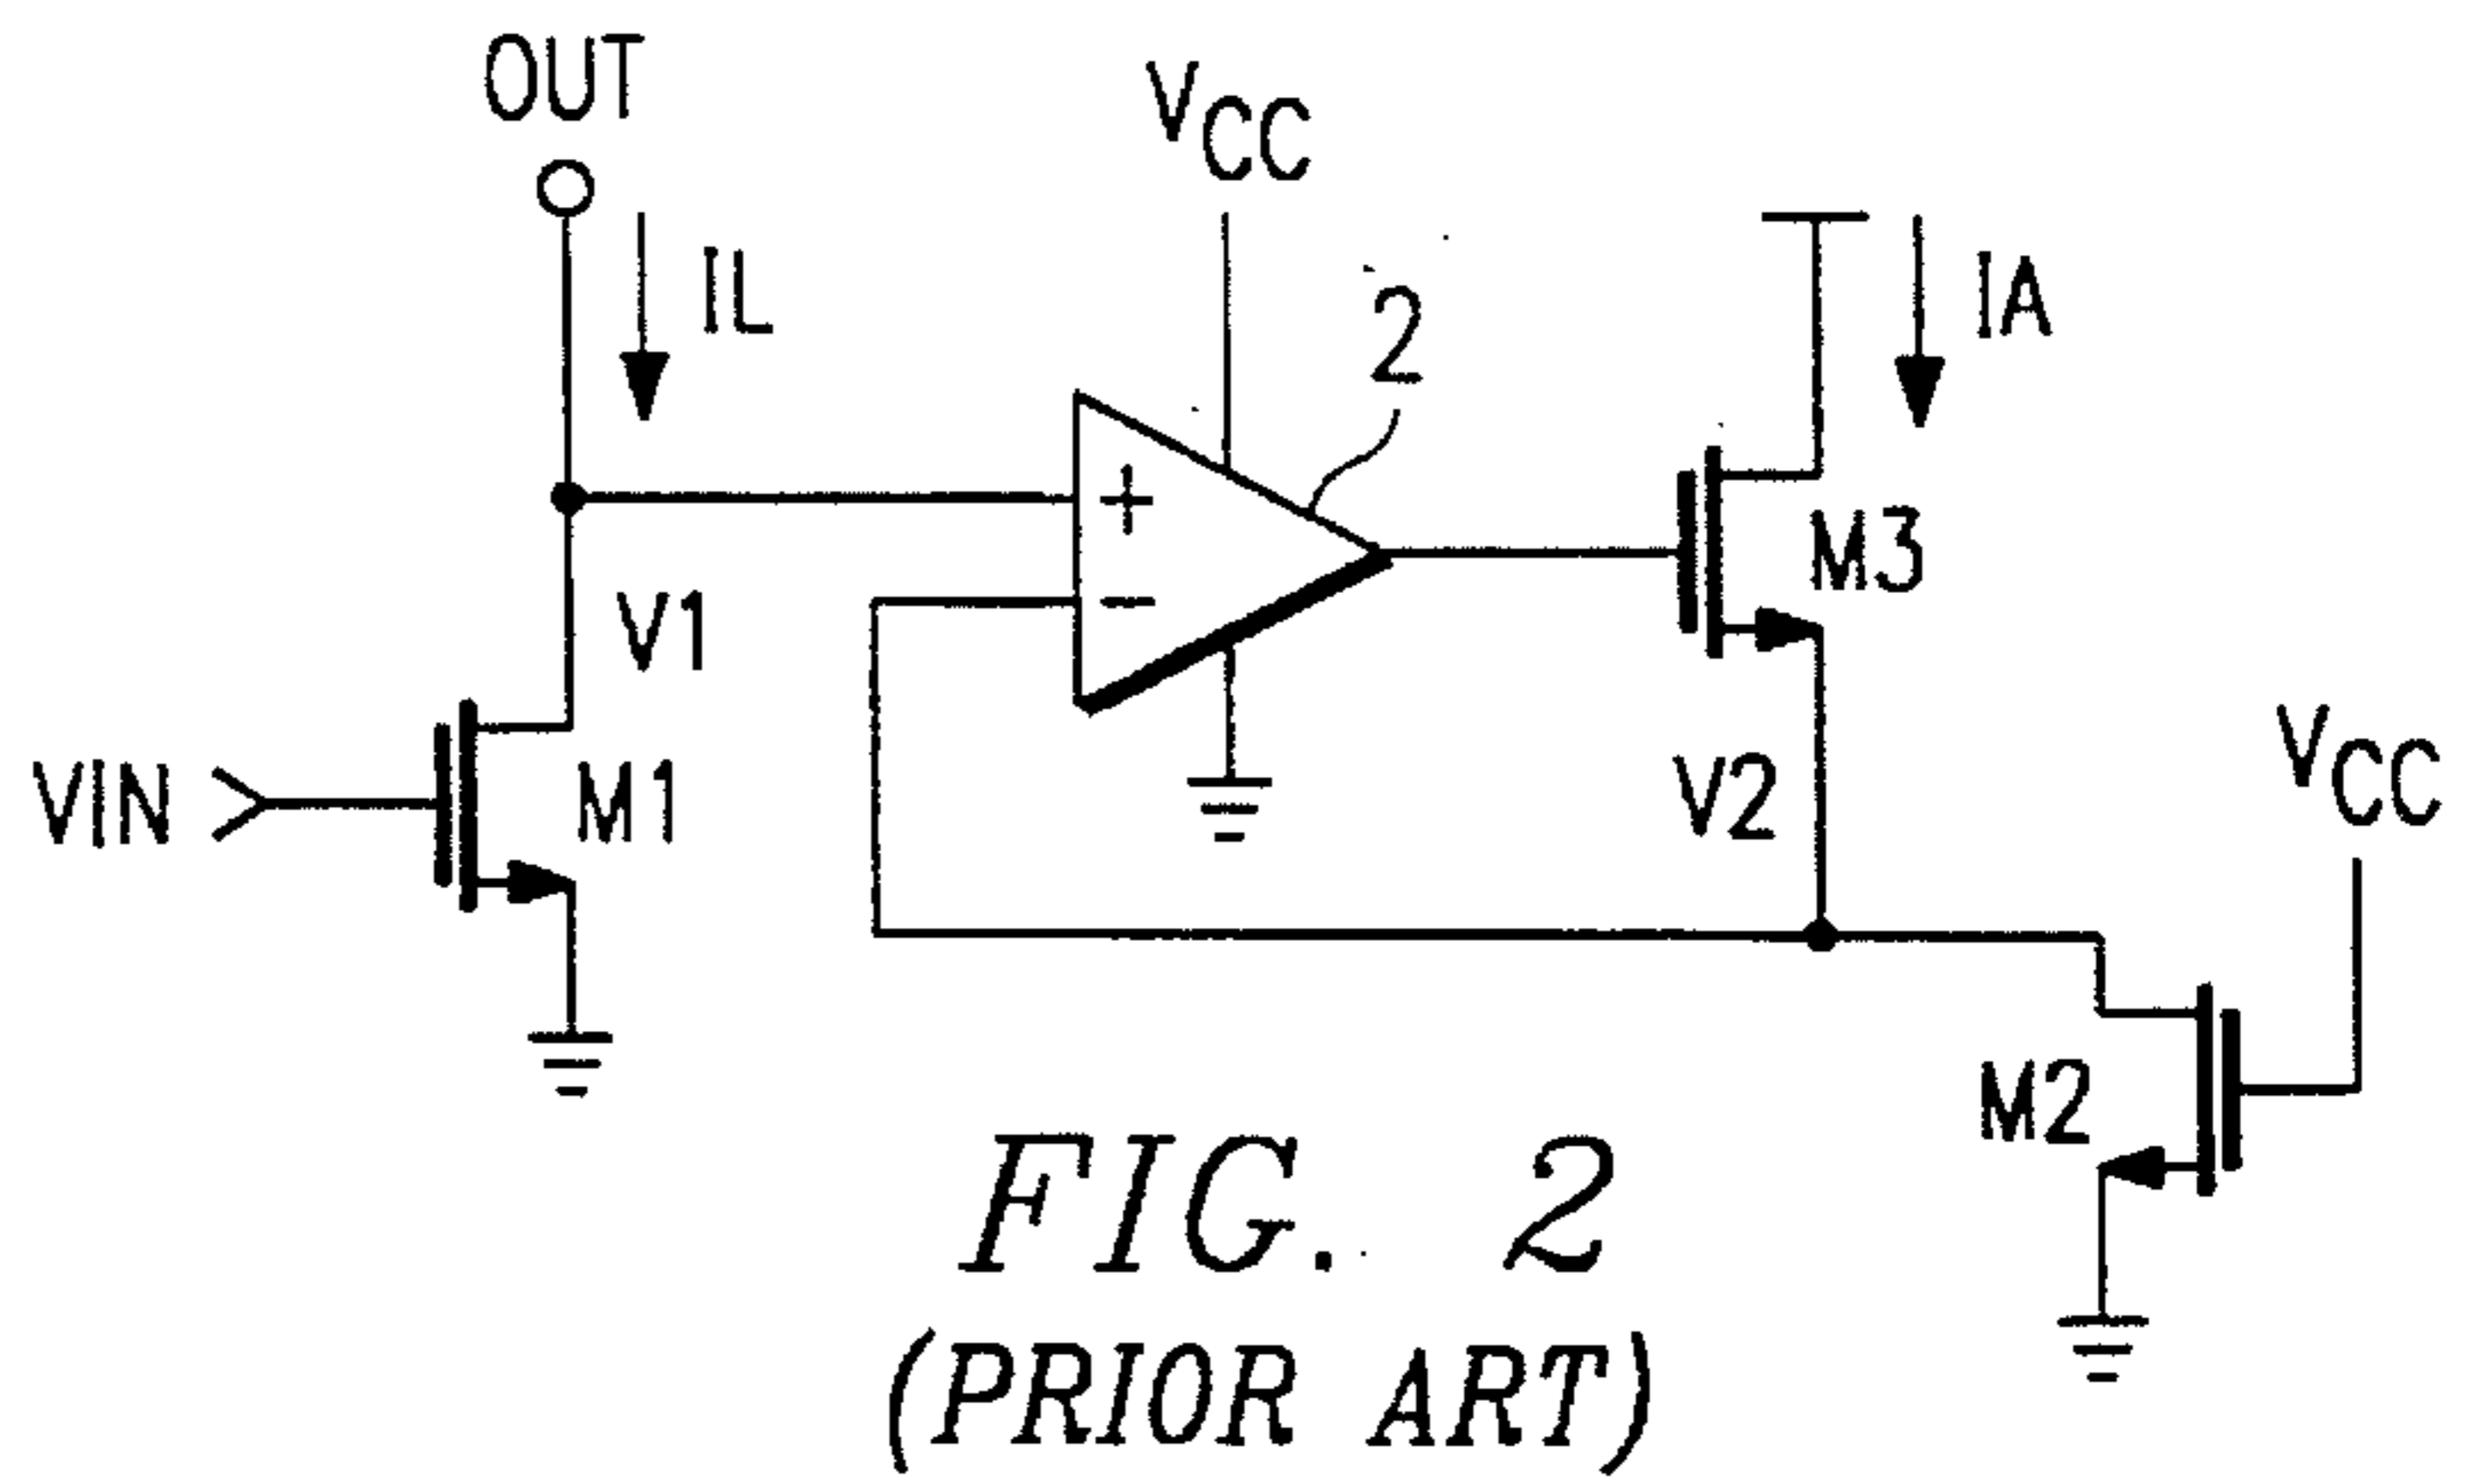 OUT
VCC
IL
2
IA
+
M3
V1
−
VIN
M1
V2
VCC
M2
FIG. 2
(PRIOR ART)